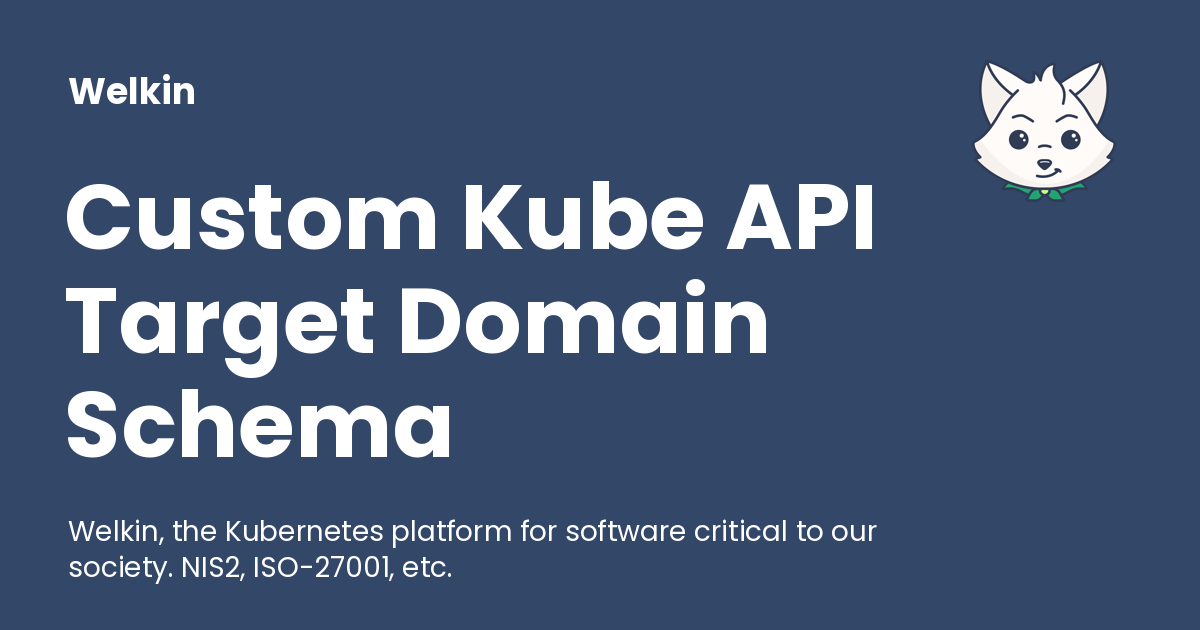 Welkin
Custom Kube API
Target Domain
Schema
Welkin, the Kubernetes platform for software critical to our
society. NIS2, ISO-27001, etc.